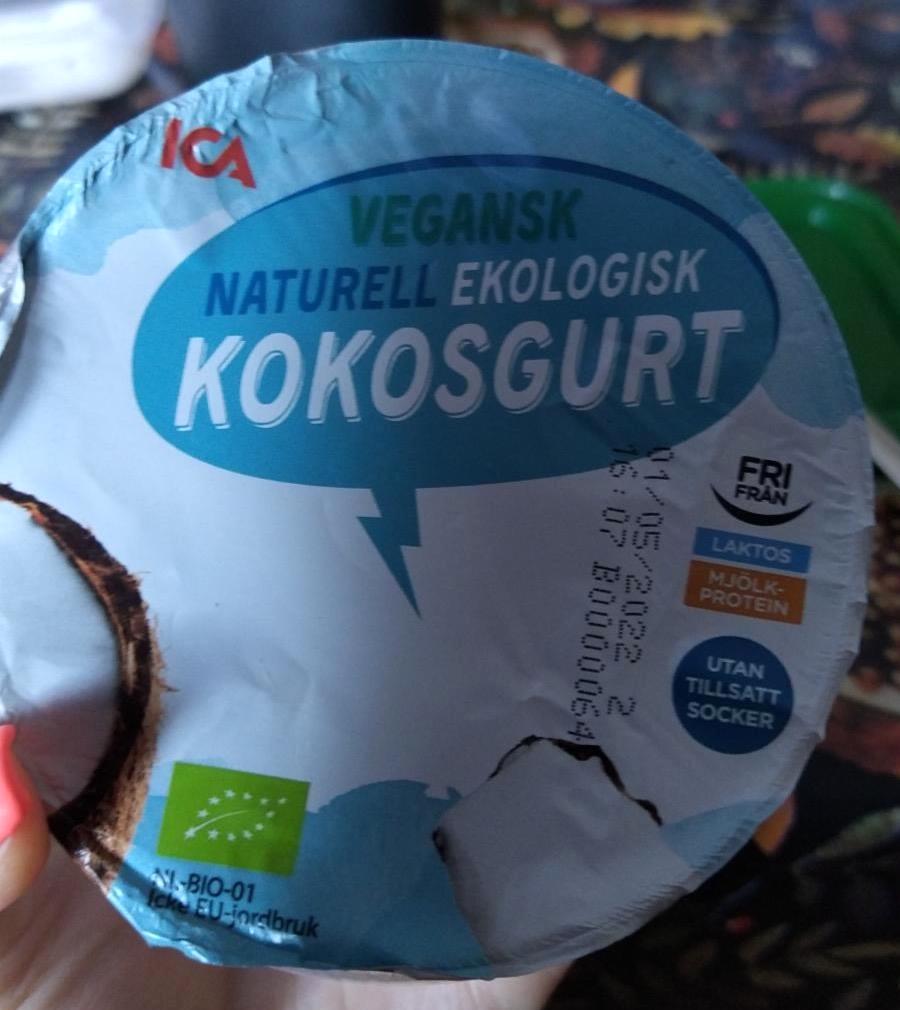 ICA
VEGANSK
NATURELL EKOLOGISK
KOKOSGURT
01/05/2022 2
16:07 B0000064
FRI
FRÅN
LAKTOS
MJÖLK-
PROTEIN
UTAN
TILLSATT
SOCKER
NL-BIO-01
Icke EU-jordbruk